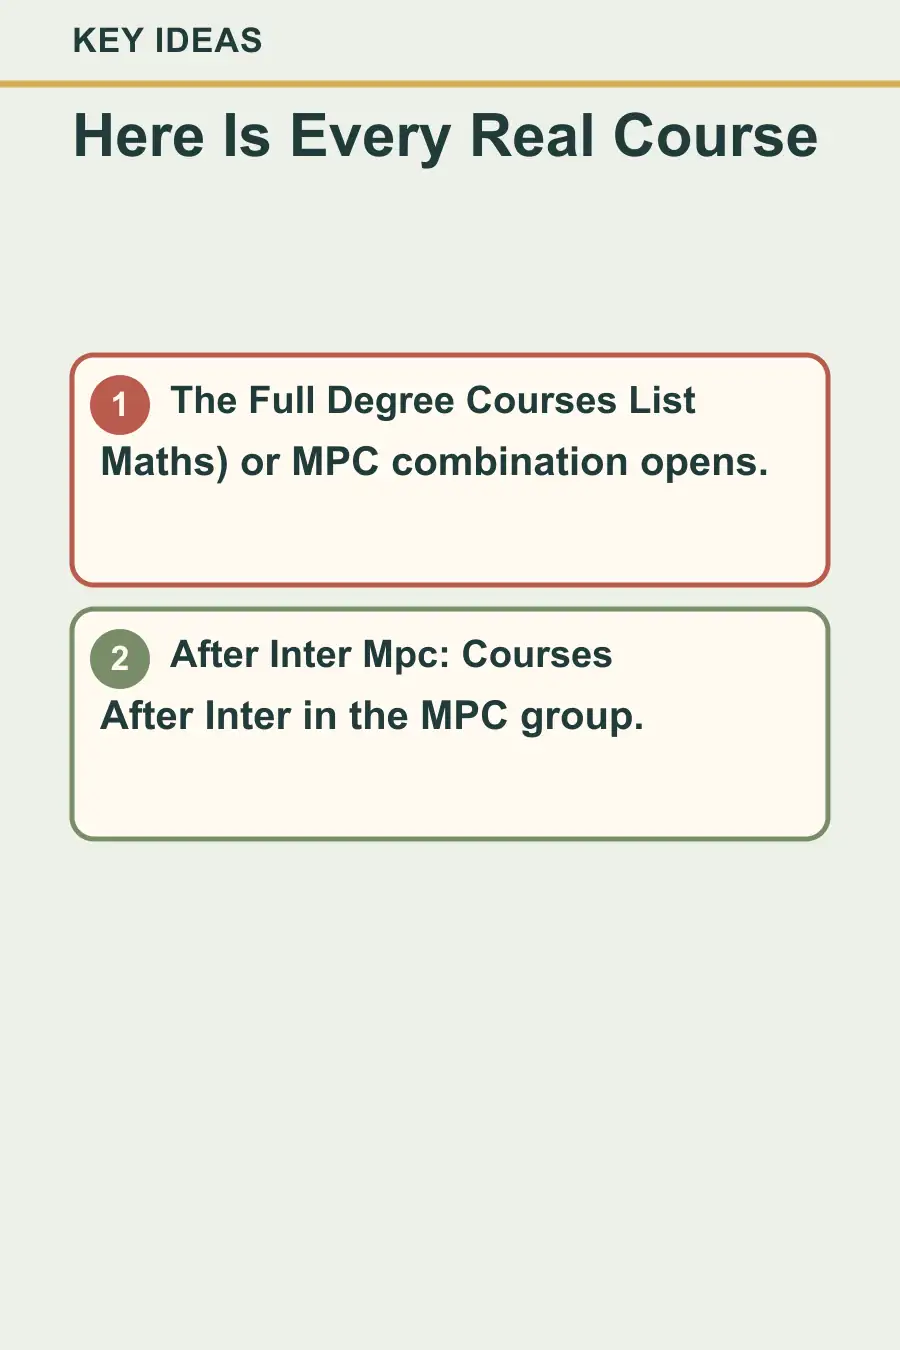 KEY IDEAS
Here Is Every Real Course
1 The Full Degree Courses List
Maths) or MPC combination opens.
2 After Inter Mpc: Courses
After Inter in the MPC group.